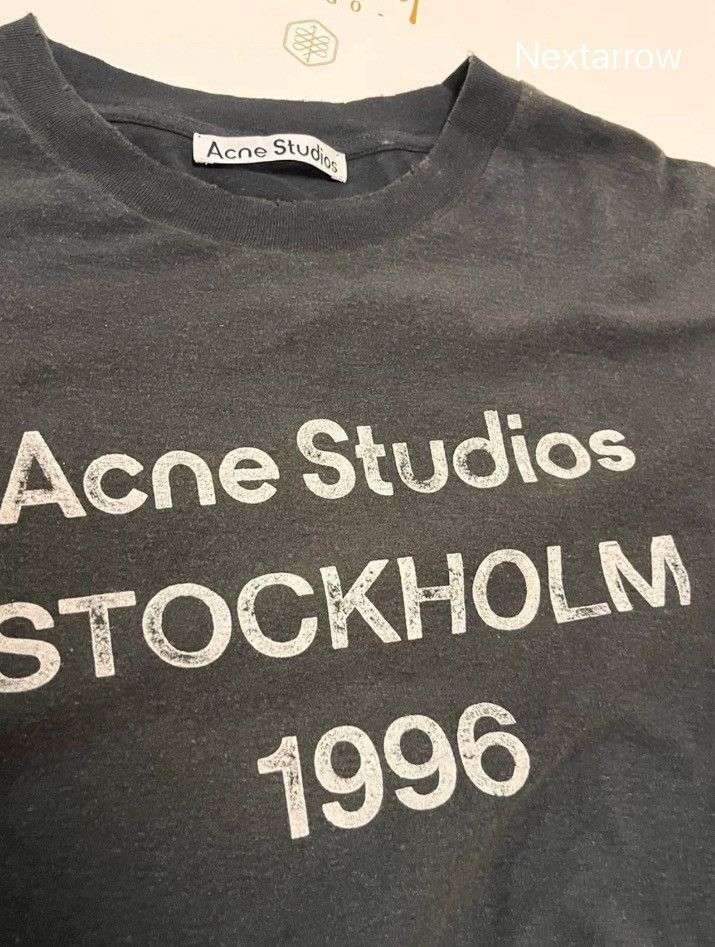 Nextarrow
Acne Studios
Acne Studios
STOCKHOLM
1996